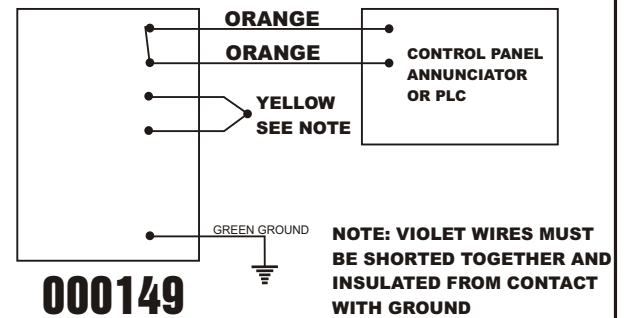 ORANGE
ORANGE
CONTROL PANEL
ANNUNCIATOR
OR PLC
YELLOW
SEE NOTE
GREEN GROUND
NOTE: VIOLET WIRES MUST
BE SHORTED TOGETHER AND
INSULATED FROM CONTACT
WITH GROUND
000149